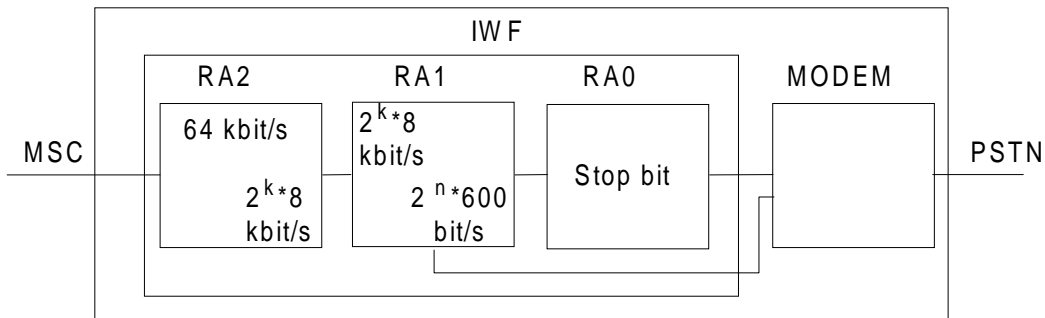 IWF
RA2 RA1 RA0 MODEM
MSC
64 kbit/s
2^k*8
kbit/s
2^k*8
kbit/s
2^n*600
bit/s
Stop bit
PSTN